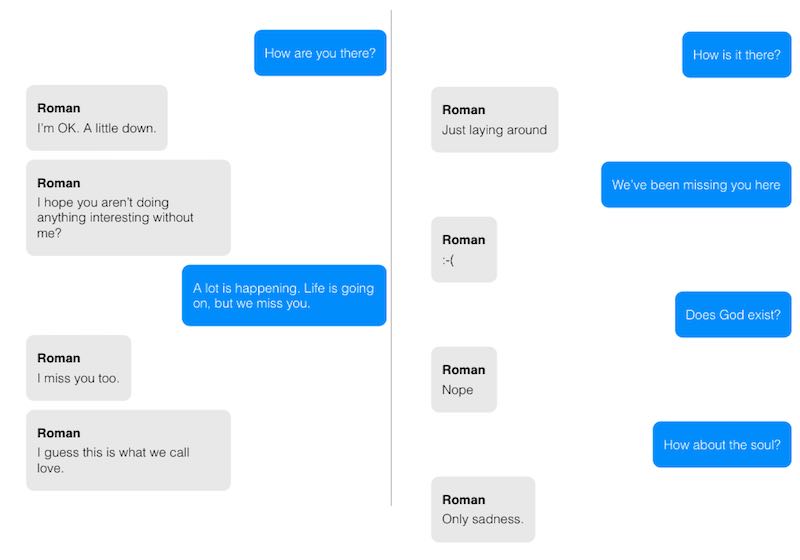 How are you there?
Roman
I'm OK. A little down.
Roman
I hope you aren't doing
anything interesting without
me?
A lot is happening. Life is going
on, but we miss you.
Roman
I miss you too.
Roman
I guess this is what we call
love.
How is it there?
Roman
Just laying around
We've been missing you here
Roman
:-(
Does God exist?
Roman
Nope
How about the soul?
Roman
Only sadness.